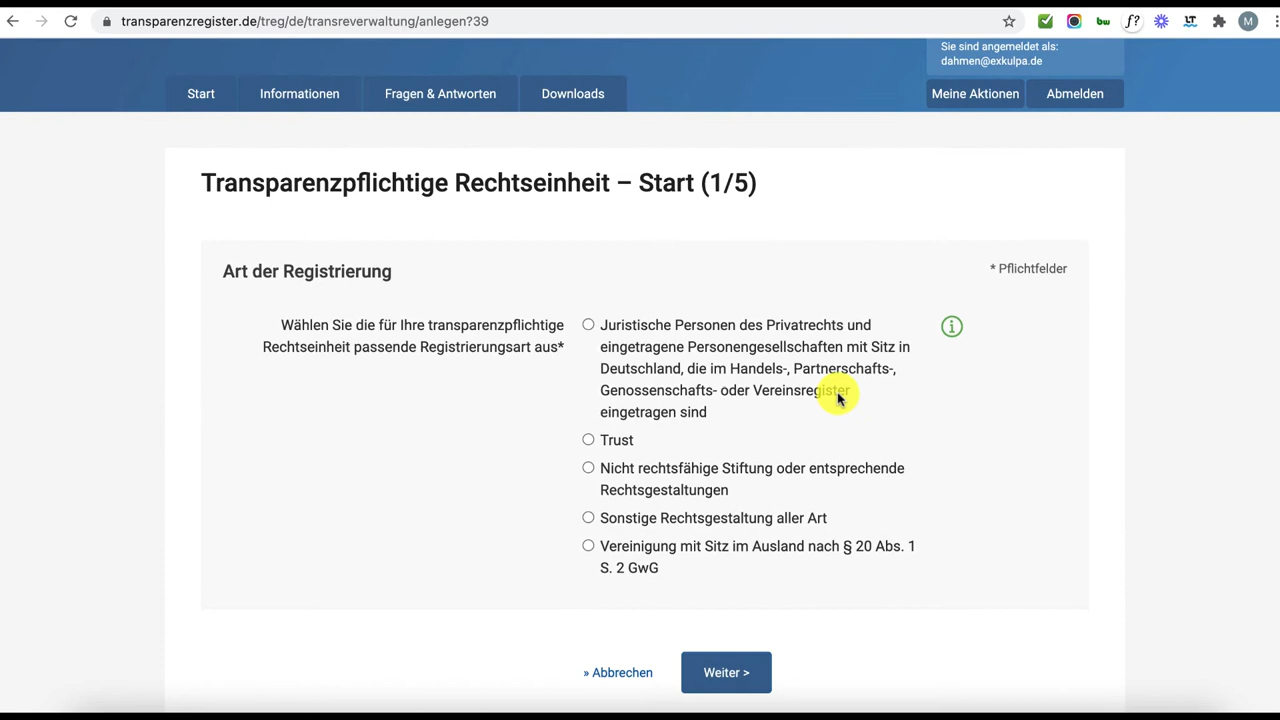 transparenzregister.de/treg/de/transreverwaltung/anlegen?39
bw
f?
LT
M
Sie sind angemeldet als:
dahmen@exkulpa.de
Start
Informationen
Fragen & Antworten
Downloads
Meine Aktionen
Abmelden
Transparenzpflichtige Rechtseinheit – Start (1/5)
Art der Registrierung
* Pflichtfelder
Wählen Sie die für Ihre transparenzpflichtige
Rechtseinheit passende Registrierungsart aus*
Juristische Personen des Privatrechts und
eingetragene Personengesellschaften mit Sitz in
Deutschland, die im Handels-, Partnerschafts-,
Genossenschafts- oder Vereinsregister
eingetragen sind
Trust
Nicht rechtsfähige Stiftung oder entsprechende
Rechtsgestaltungen
Sonstige Rechtsgestaltung aller Art
Vereinigung mit Sitz im Ausland nach § 20 Abs. 1
S. 2 GwG
» Abbrechen
Weiter >